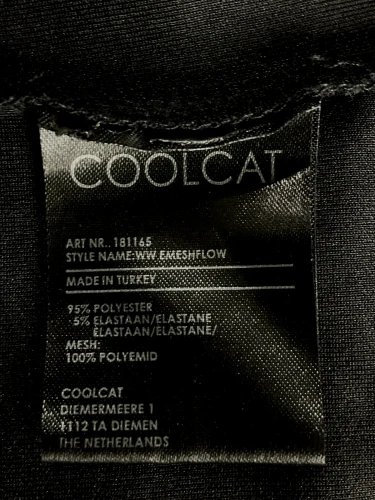 COOLCAT
ART NR.. 181165
STYLE NAME:WW EMESHFLOW
MADE IN TURKEY
95% POLYESTER
5% ELASTAAN/ELASTANE
ELASTAAN/ELASTANE/
MESH:
100% POLYEMID
COOLCAT
DIEMERMEERE 1
1112 TA DIEMEN
THE NETHERLANDS